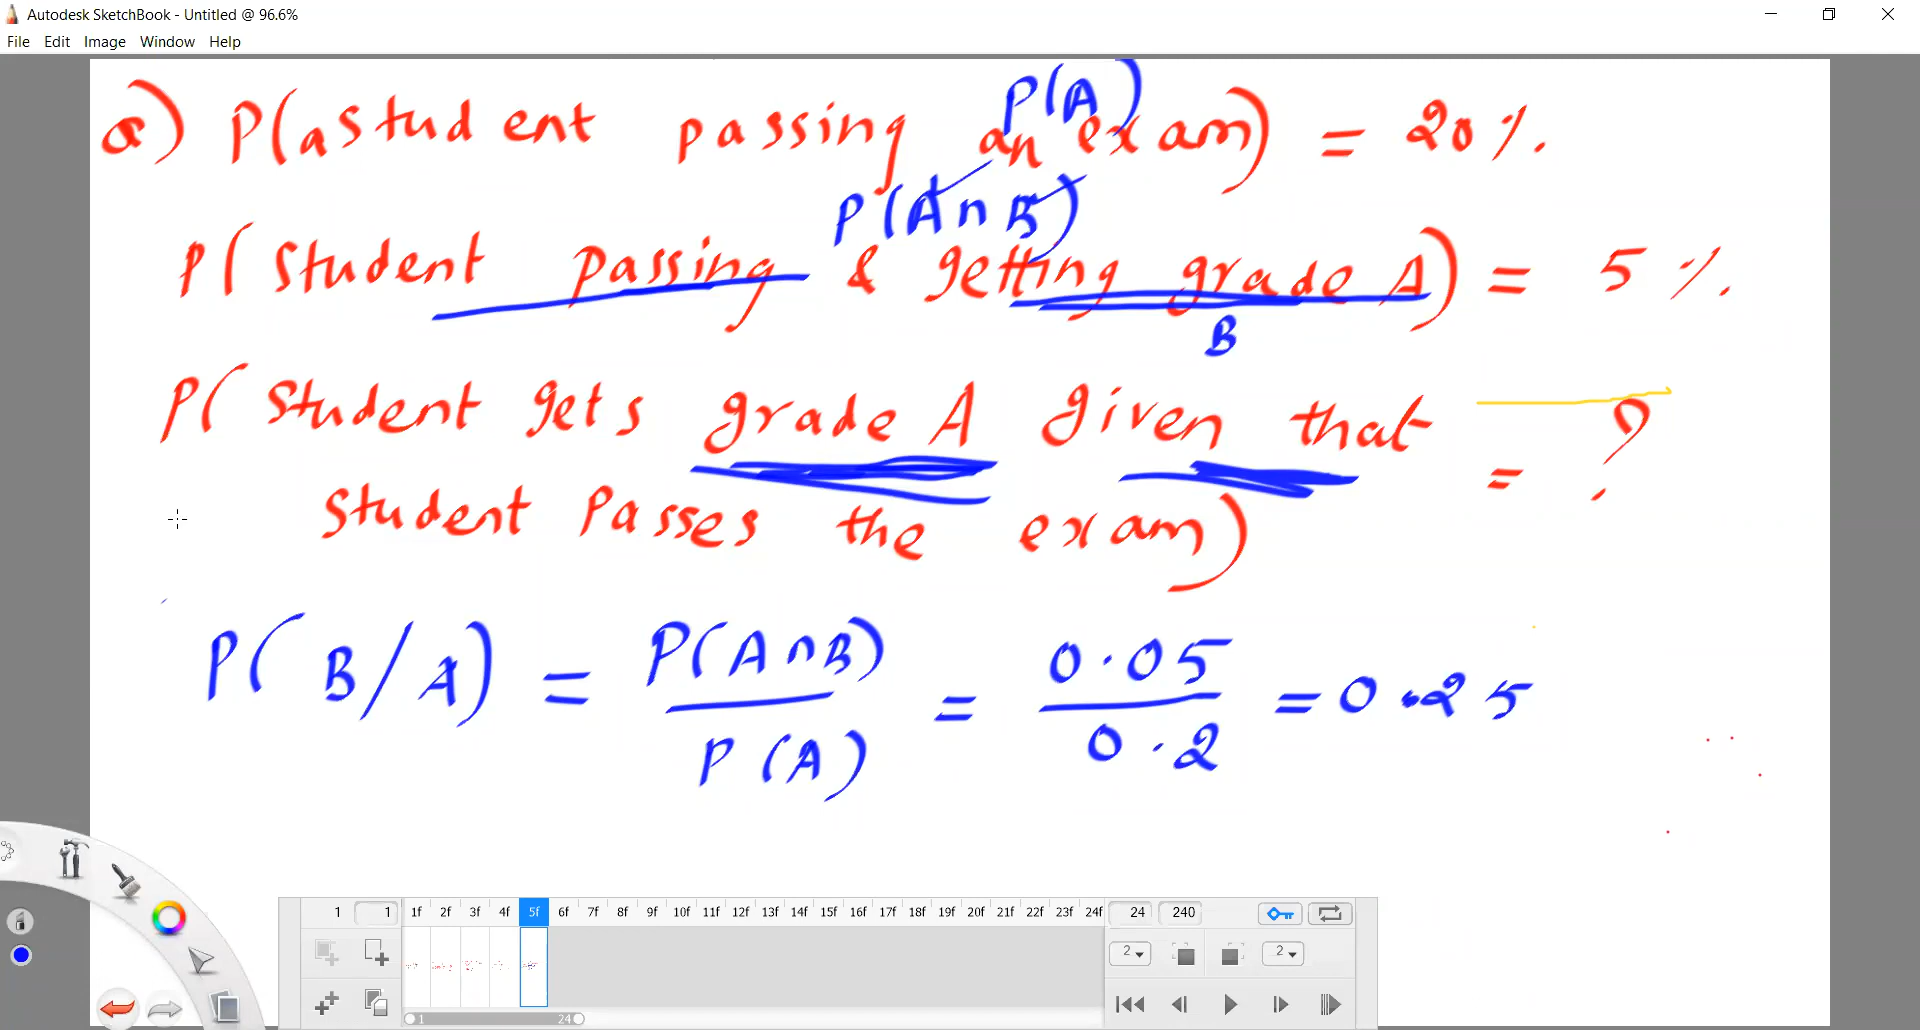 Autodesk SketchBook - Untitled @ 96.6%
File Edit Image Window Help
P(A)
Q) P(a student passing an exam) = 20%.
P(A∩B)
P(Student passing & getting grade A) = 5%.
B
P(Student gets grade A given that
Student Passes the exam) = ?
P(B/A) = P(A∩B) / P(A) = 0.05 / 0.2 = 0.25
1 1 1f 2f 3f 4f 5f 6f 7f 8f 9f 10f 11f 12f 13f 14f 15f 16f 17f 18f 19f 20f 21f 22f 23f 24f 24 240
2 2
1 24